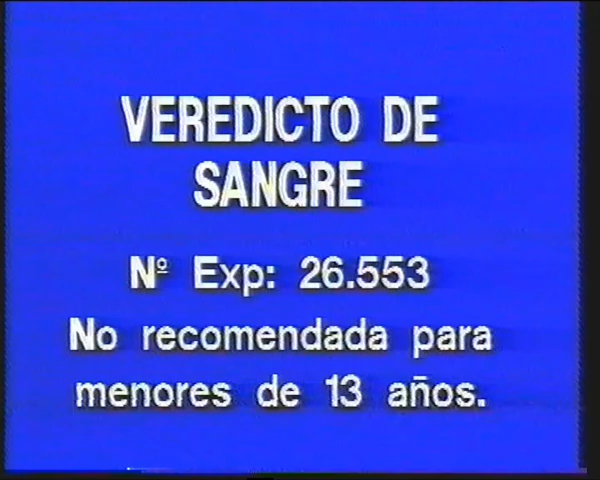 VEREDICTO DE
SANGRE
Nº Exp: 26.553
No recomendada para
menores de 13 años.